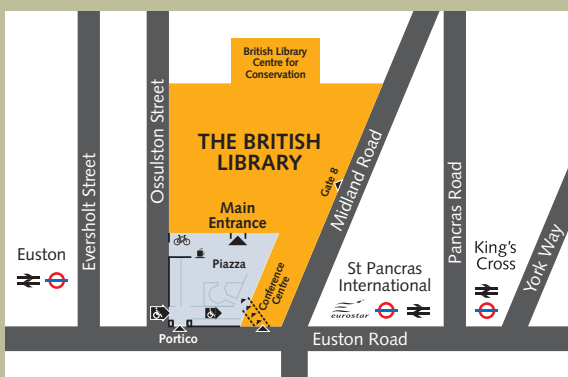 British Library
Centre for
Conservation
THE BRITISH
LIBRARY
Main
Entrance
Piazza
Conference
Centre
Gate 8
Portico
Eversholt Street
Ossulston Street
Midland Road
Pancras Road
York Way
Euston Road
Euston
St Pancras
International
eurostar
King's
Cross